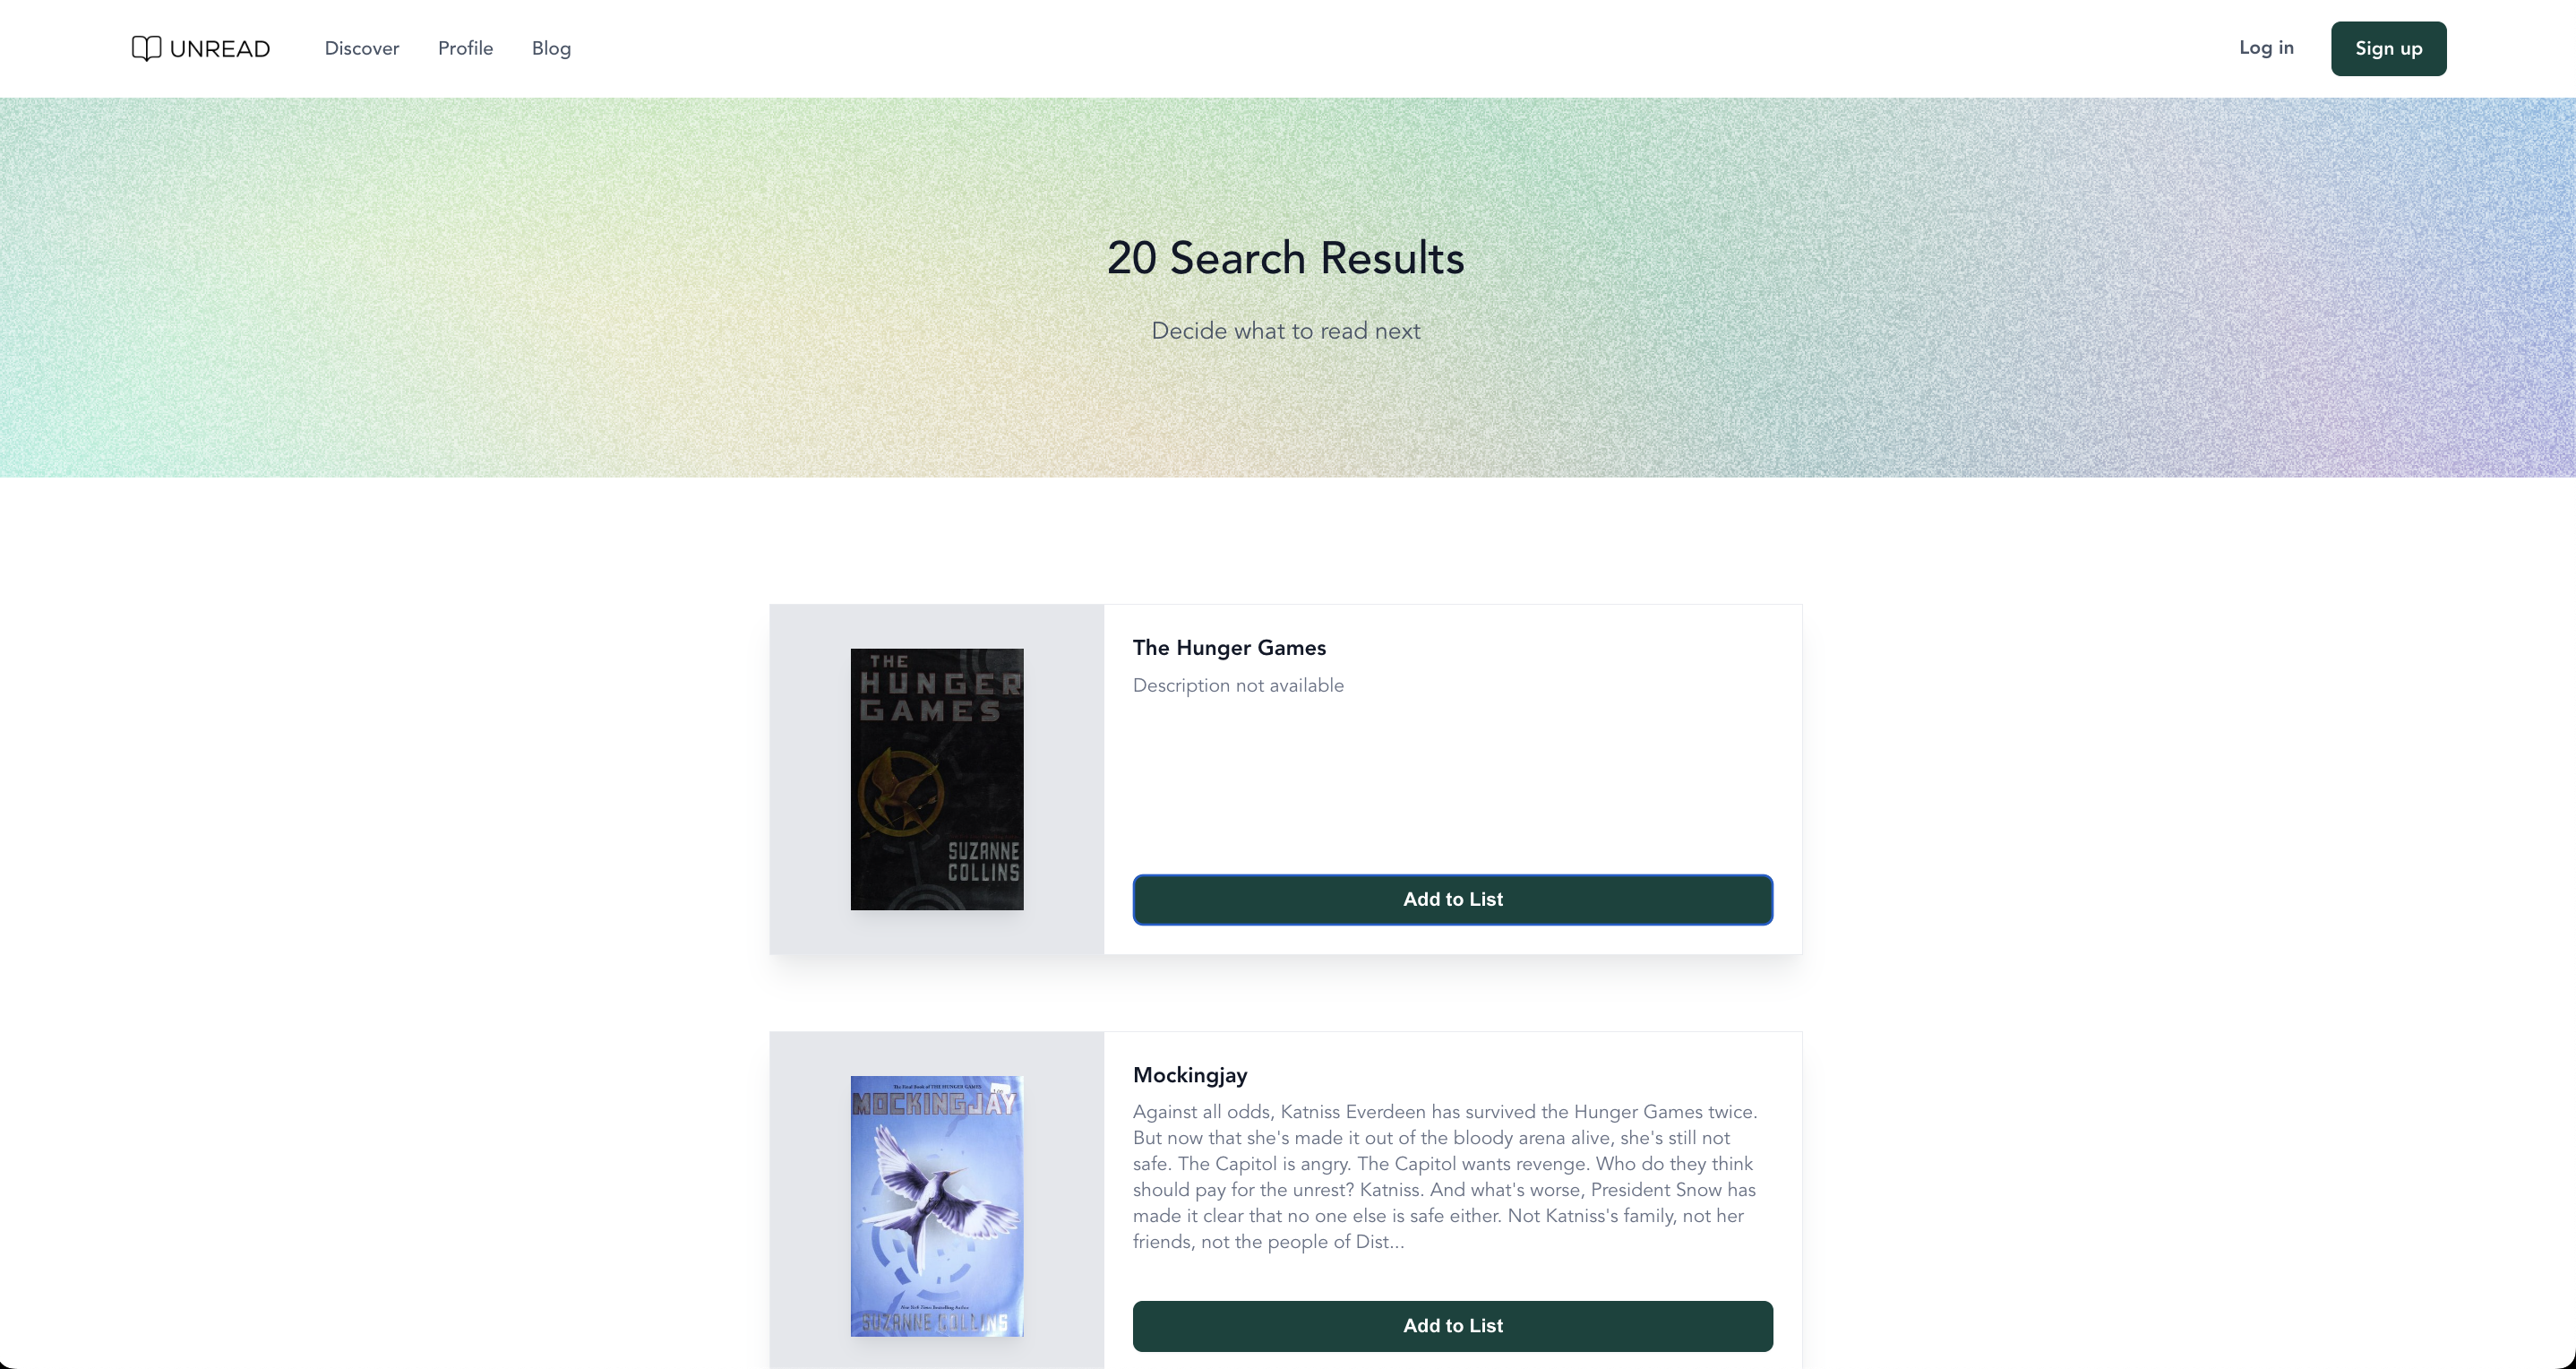 UNREAD
Discover
Profile
Blog
Log in
Sign up
20 Search Results
Decide what to read next
THE
HUNGER
GAMES
SUZANNE
COLLINS
The Hunger Games
Description not available
Add to List
The Final Book of THE HUNGER GAMES
MOCKINGJAY
New York Times Bestselling Author
SUZANNE COLLINS
Mockingjay
Against all odds, Katniss Everdeen has survived the Hunger Games twice.
But now that she's made it out of the bloody arena alive, she's still not
safe. The Capitol is angry. The Capitol wants revenge. Who do they think
should pay for the unrest? Katniss. And what's worse, President Snow has
made it clear that no one else is safe either. Not Katniss's family, not her
friends, not the people of Dist...
Add to List